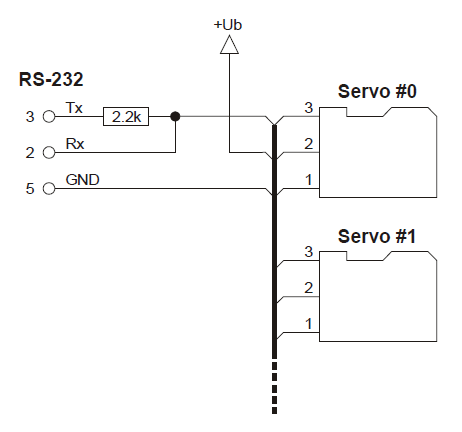 +Ub
RS-232
Servo #0
3 Tx 2.2k 3
2 Rx 2
5 GND 1
Servo #1
3
2
1